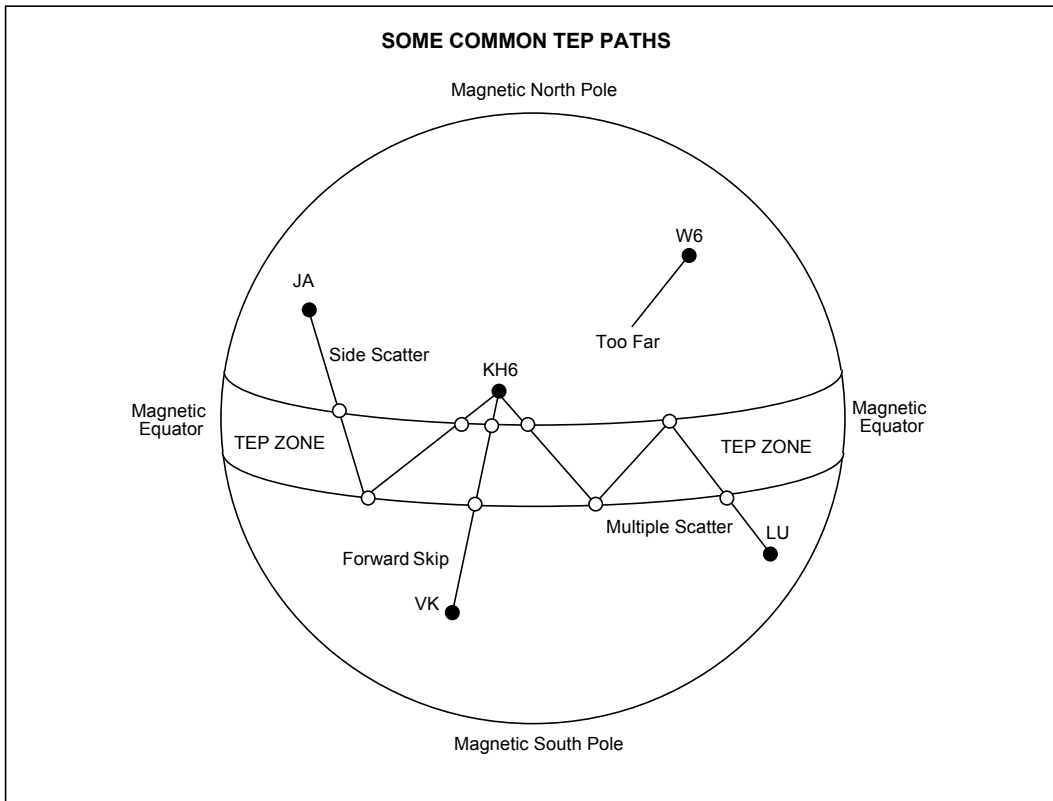 SOME COMMON TEP PATHS
Magnetic North Pole
W6
JA
Too Far
Side Scatter
KH6
Magnetic
Equator
Magnetic
Equator
TEP ZONE
TEP ZONE
Multiple Scatter
LU
Forward Skip
VK
Magnetic South Pole